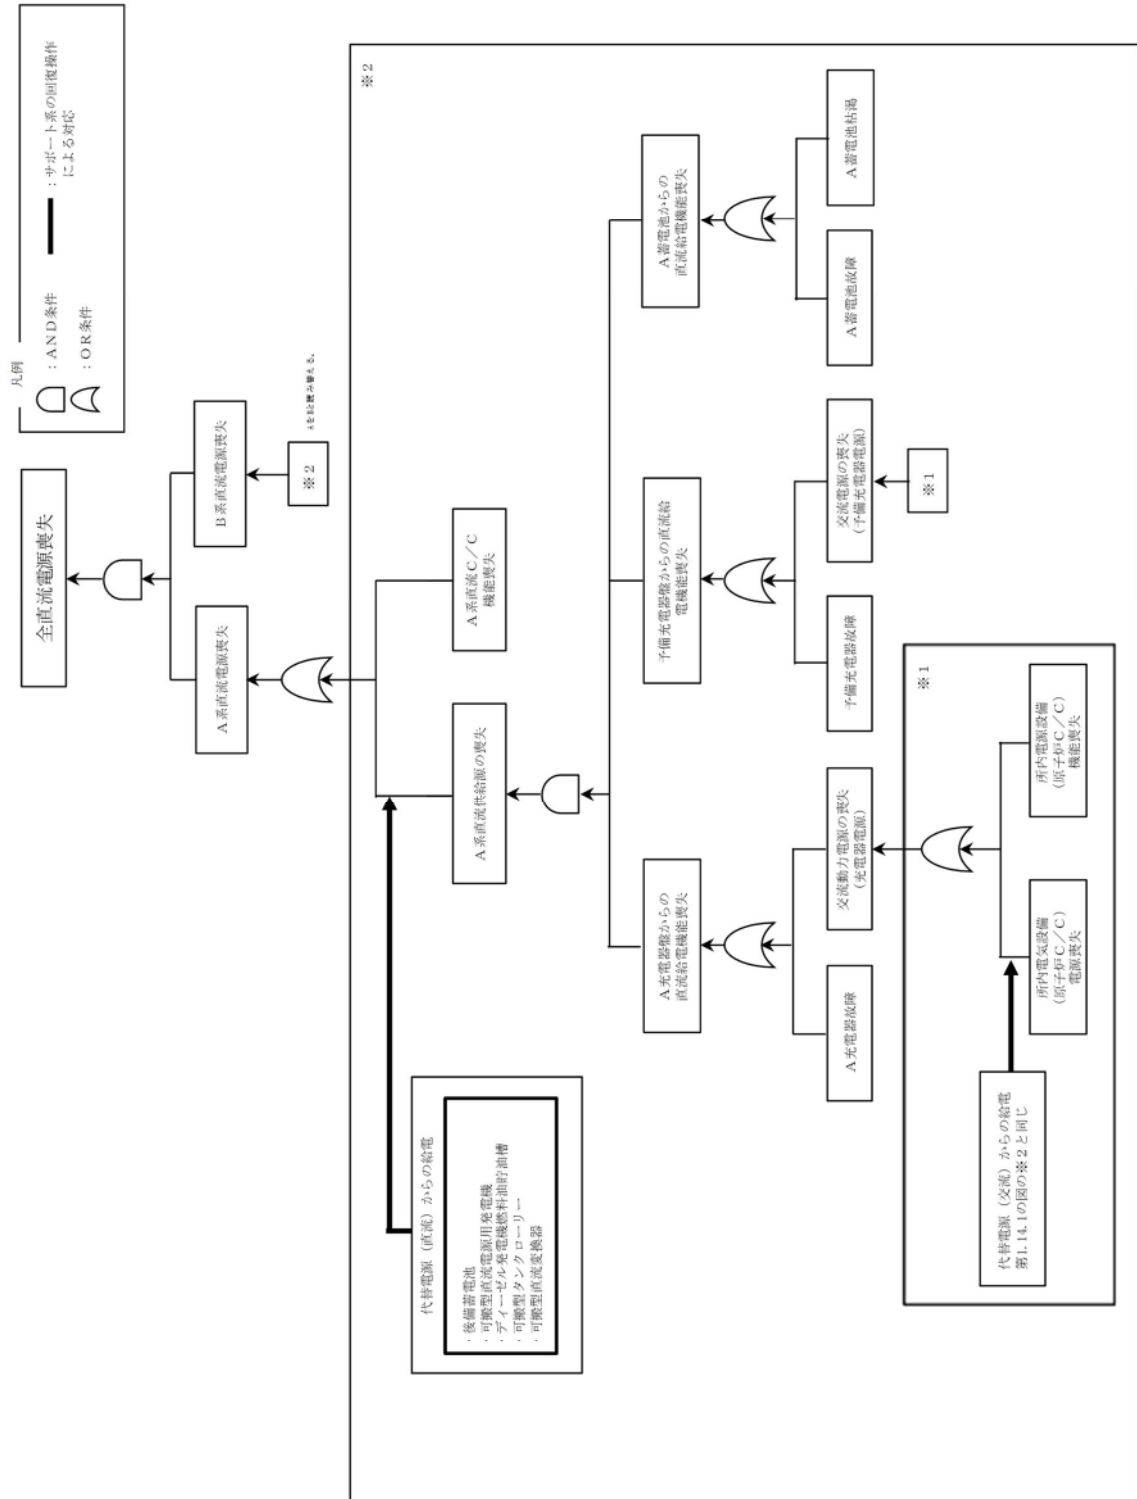 全直流電源喪失
凡例
：AND条件
：OR条件
：サポート系の回復操作
による対応
A系直流電源喪失
B系直流電源喪失
※2
AをBと読み替える。
※2
A系直流供給源の喪失
A系直流C／C
機能喪失
代替電源（直流）からの給電
・後備蓄電池
・可搬型直流電源用発電機
・ディーゼル発電機燃料油貯油槽
・可搬型タンクローリー
・可搬型直流変換器
A充電器盤からの
直流給電機能喪失
予備充電器盤からの直流給
電機能喪失
A蓄電池からの
直流給電機能喪失
A充電器故障
交流動力電源の喪失
（充電器電源）
予備充電器故障
交流電源の喪失
（予備充電器電源）
A蓄電池故障
A蓄電池枯渇
※1
※1
代替電源（交流）からの給電
第1.14.1の図の※2と同じ
所内電気設備
（原子炉C／C）
電源喪失
所内電源設備
（原子炉C／C）
機能喪失